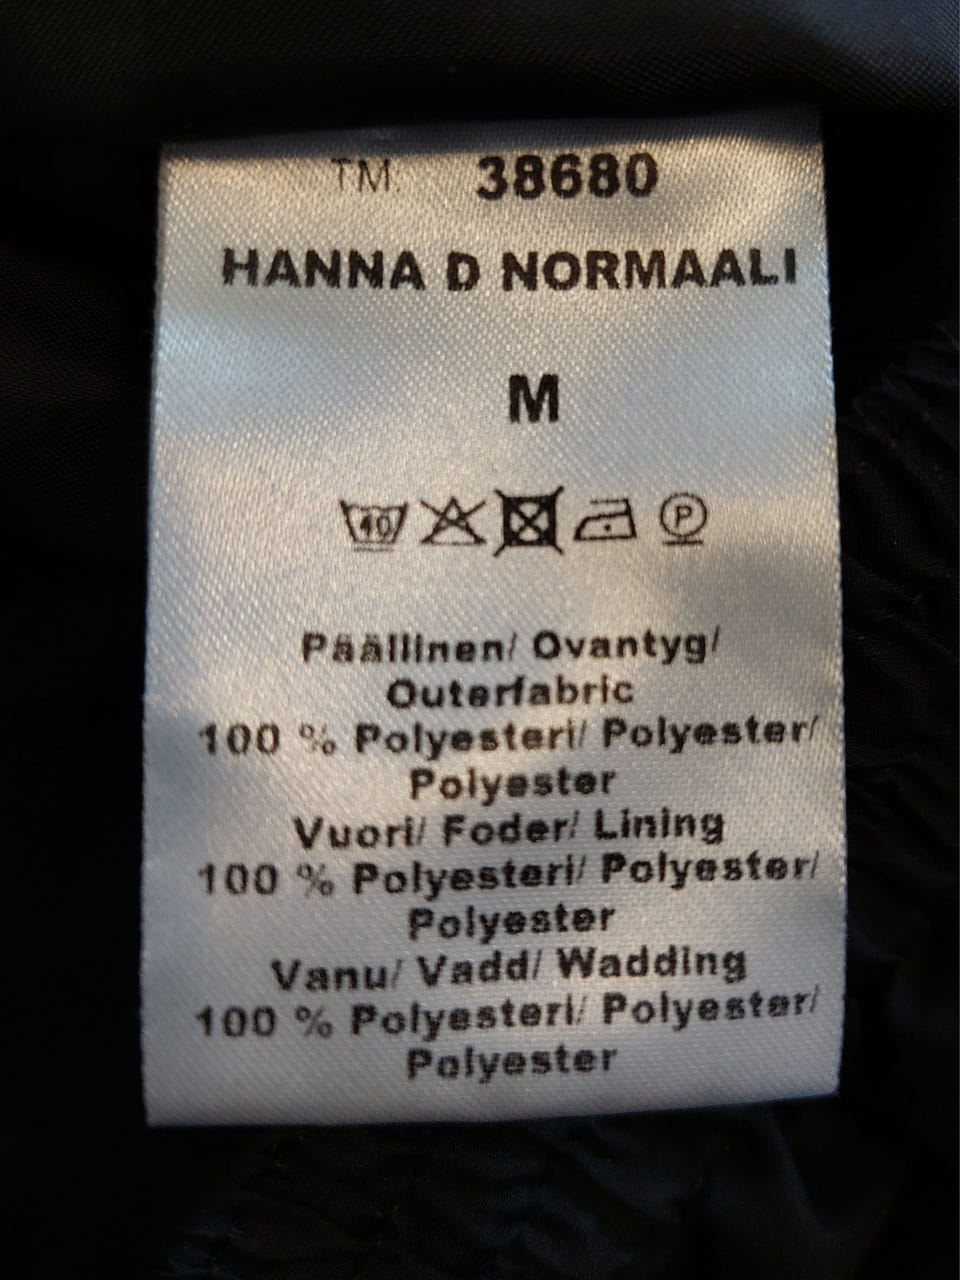 TM. 38680
HANNA D NORMAALI
M
40 P
Päällinen/ Ovantyg/
Outerfabric
100 % Polyesteri/ Polyester/
Polyester
Vuori/ Foder/ Lining
100 % Polyesteri/ Polyester/
Polyester
Vanu/ Vadd/ Wadding
100 % Polyesteri/ Polyester/
Polyester